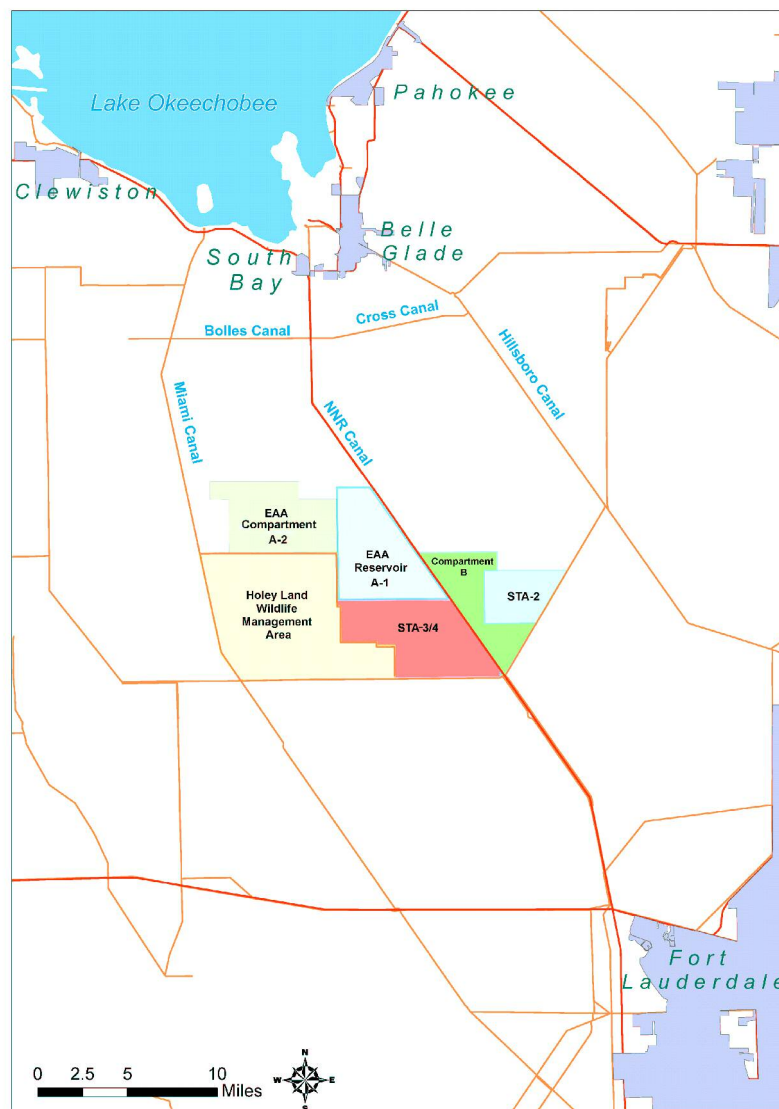 Lake Okeechobee
Pahokee
Clewiston
Belle
Glade
South
Bay
Cross Canal
Bolles Canal
Hillsboro Canal
Miami Canal
NNR Canal
EAA
Compartment
A-2
EAA
Reservoir
A-1
Compartment
B
STA-2
Holey Land
Wildlife
Management
Area
STA-3/4
Fort
Lauderdale
N
W
E
S
0 2.5 5 10
Miles